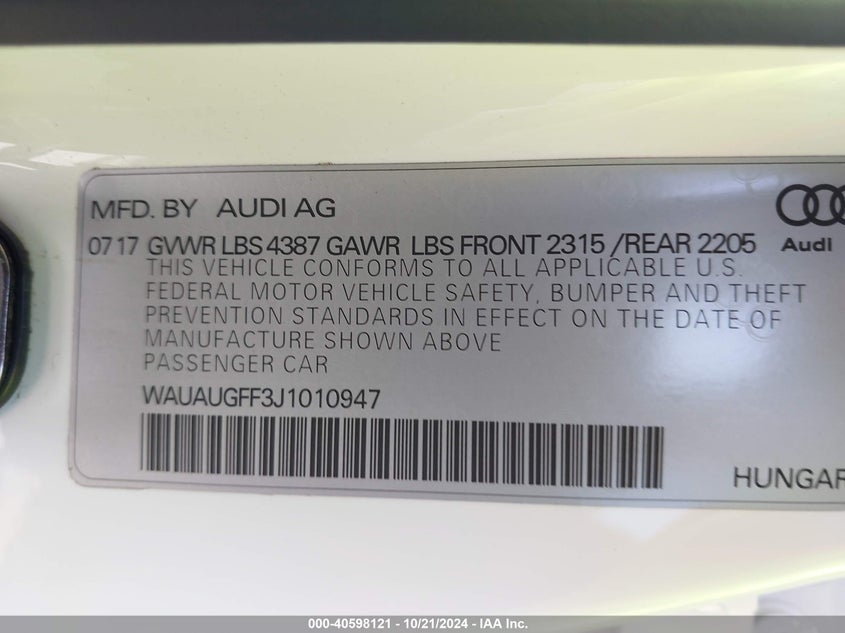 MFD. BY AUDI AG
Audi
0717 GVWR LBS 4387 GAWR LBS FRONT 2315 /REAR 2205
THIS VEHICLE CONFORMS TO ALL APPLICABLE U.S.
FEDERAL MOTOR VEHICLE SAFETY, BUMPER AND THEFT
PREVENTION STANDARDS IN EFFECT ON THE DATE OF
MANUFACTURE SHOWN ABOVE
PASSENGER CAR
WAUAUGFF3J1010947
HUNGAR
000-40598121 - 10/21/2024 - IAA Inc.